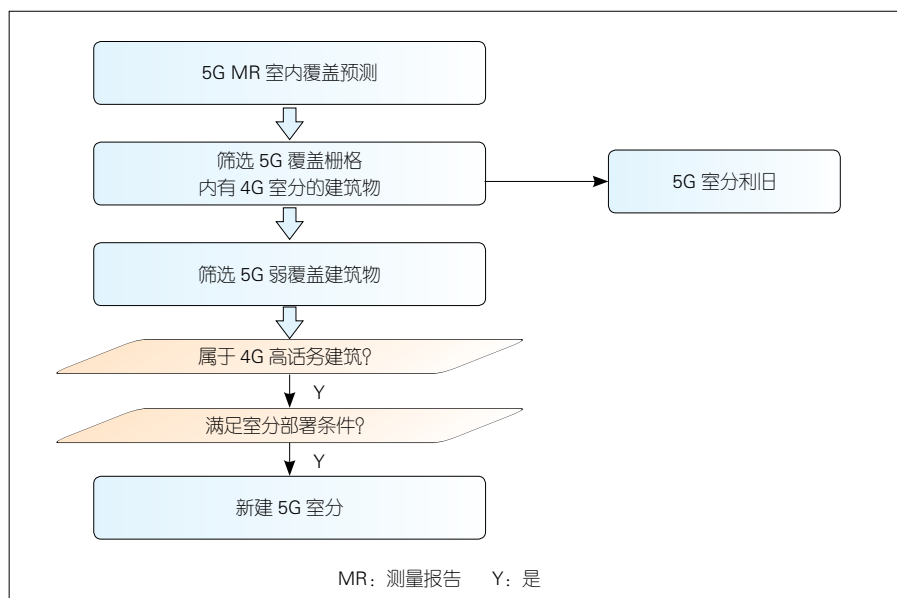 5G MR 室内覆盖预测
筛选 5G 覆盖栅格
内有 4G 室分的建筑物
5G 室分利旧
筛选 5G 弱覆盖建筑物
属于 4G 高话务建筑?
Y
满足室分部署条件?
Y
新建 5G 室分
MR：测量报告 Y：是